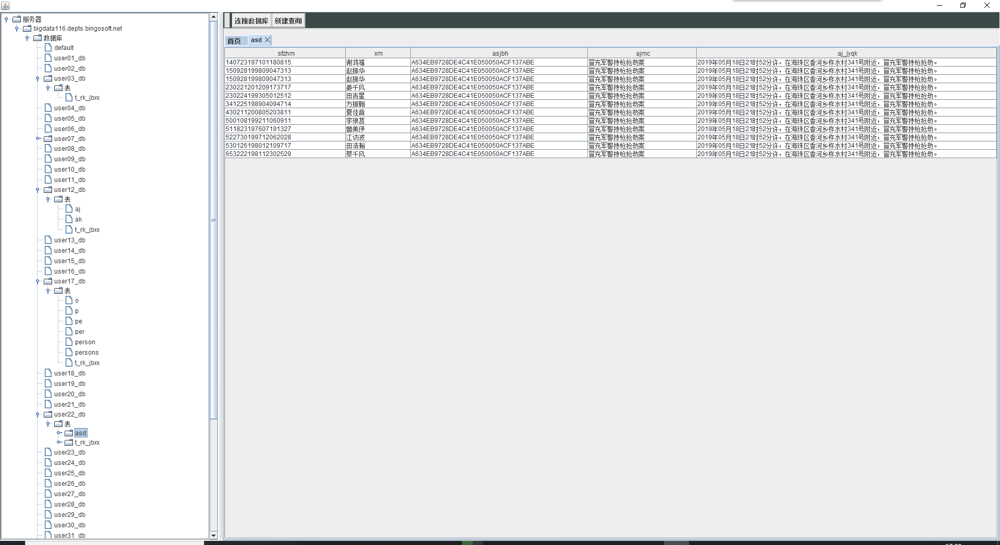 服务器
bigdata116.depts.bingosoft.net
数据库
default
user01_db
user02_db
user03_db
表
t_rk_jbxx
user04_db
user05_db
user06_db
user07_db
user08_db
user09_db
user10_db
user11_db
user12_db
表
aj
ak
t_rk_jbxx
user13_db
user14_db
user15_db
user16_db
user17_db
表
o
p
pe
per
person
persons
t_rk_jbxx
user18_db
user19_db
user20_db
user21_db
user22_db
表
asd
t_rk_jbxx
user23_db
user24_db
user25_db
user26_db
user27_db
user28_db
user29_db
user30_db
user31_db
连接数据库 新建查询
首页 asd
sfzhm xm asjbh ajmc aj_jyqk
140723197101180815 谢鸿禧 A634EB9728DE4C41E050050ACF137ABE 冒充军警持枪抢劫案 2019年05月18日21时52分许，在海珠区香河乡柞水村341号附近，冒充军警持枪抢劫。
150928199809047313 赵振华 A634EB9728DE4C41E050050ACF137ABE 冒充军警持枪抢劫案 2019年05月18日21时52分许，在海珠区香河乡柞水村341号附近，冒充军警持枪抢劫。
150928199809047313 赵振华 A634EB9728DE4C41E050050ACF137ABE 冒充军警持枪抢劫案 2019年05月18日21时52分许，在海珠区香河乡柞水村341号附近，冒充军警持枪抢劫。
230221201209173717 姜千风 A634EB9728DE4C41E050050ACF137ABE 冒充军警持枪抢劫案 2019年05月18日21时52分许，在海珠区香河乡柞水村341号附近，冒充军警持枪抢劫。
230224199305012512 田吉星 A634EB9728DE4C41E050050ACF137ABE 冒充军警持枪抢劫案 2019年05月18日21时52分许，在海珠区香河乡柞水村341号附近，冒充军警持枪抢劫。
341225198904094714 方振翱 A634EB9728DE4C41E050050ACF137ABE 冒充军警持枪抢劫案 2019年05月18日21时52分许，在海珠区香河乡柞水村341号附近，冒充军警持枪抢劫。
430211200805203811 夏佳音 A634EB9728DE4C41E050050ACF137ABE 冒充军警持枪抢劫案 2019年05月18日21时52分许，在海珠区香河乡柞水村341号附近，冒充军警持枪抢劫。
500108199211060911 李琅莒 A634EB9728DE4C41E050050ACF137ABE 冒充军警持枪抢劫案 2019年05月18日21时52分许，在海珠区香河乡柞水村341号附近，冒充军警持枪抢劫。
511823197607191327 曾美伊 A634EB9728DE4C41E050050ACF137ABE 冒充军警持枪抢劫案 2019年05月18日21时52分许，在海珠区香河乡柞水村341号附近，冒充军警持枪抢劫。
522730199712062028 江访波 A634EB9728DE4C41E050050ACF137ABE 冒充军警持枪抢劫案 2019年05月18日21时52分许，在海珠区香河乡柞水村341号附近，冒充军警持枪抢劫。
530126198012109717 田浩瀚 A634EB9728DE4C41E050050ACF137ABE 冒充军警持枪抢劫案 2019年05月18日21时52分许，在海珠区香河乡柞水村341号附近，冒充军警持枪抢劫。
653222198112302529 蔡千风 A634EB9728DE4C41E050050ACF137ABE 冒充军警持枪抢劫案 2019年05月18日21时52分许，在海珠区香河乡柞水村341号附近，冒充军警持枪抢劫。